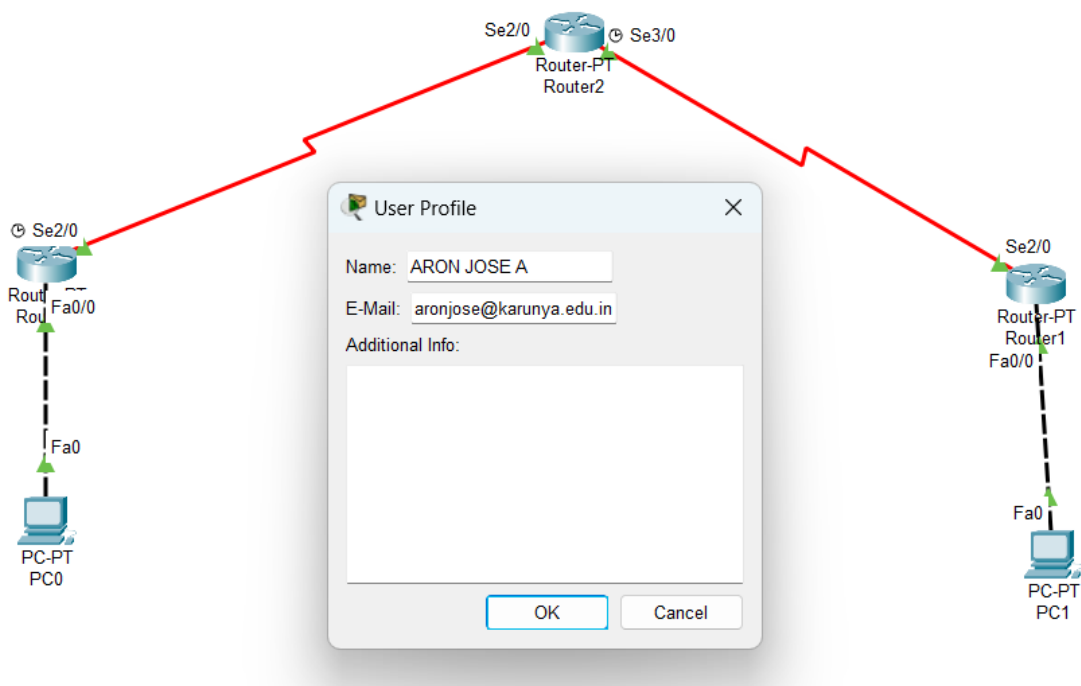 Se2/0
Se3/0
Router-PT
Router2
User Profile
Se2/0
Name: ARON JOSE A
Se2/0
E-Mail: aronjose@karunya.edu.in
Fa0/0
Router-PT
Router1
Additional Info:
Fa0/0
Fa0
Fa0
PC-PT
PC0
OK
Cancel
PC-PT
PC1